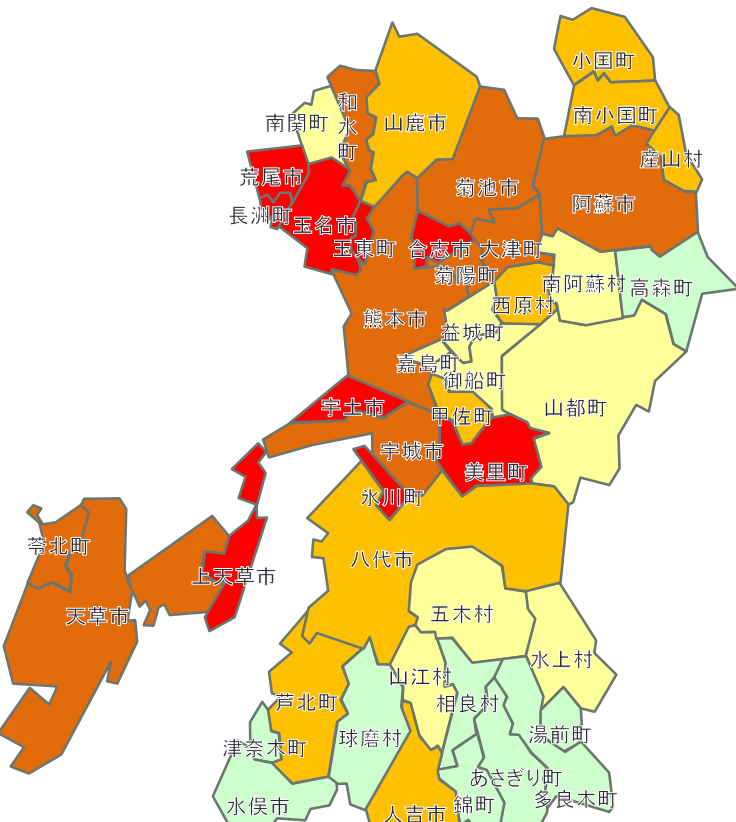 小国町
南小国町
産山村
和水町
南関町
山鹿市
菊池市
阿蘇市
荒尾市
長洲町
玉名市
玉東町
合志市
大津町
菊陽町
南阿蘇村
高森町
西原村
熊本市
益城町
嘉島町
御船町
宇土市
甲佐町
山都町
宇城市
美里町
氷川町
苓北町
八代市
上天草市
天草市
五木村
水上村
山江村
芦北町
相良村
湯前町
球磨村
津奈木町
あさぎり町
多良木町
水俣市
錦町
人吉市